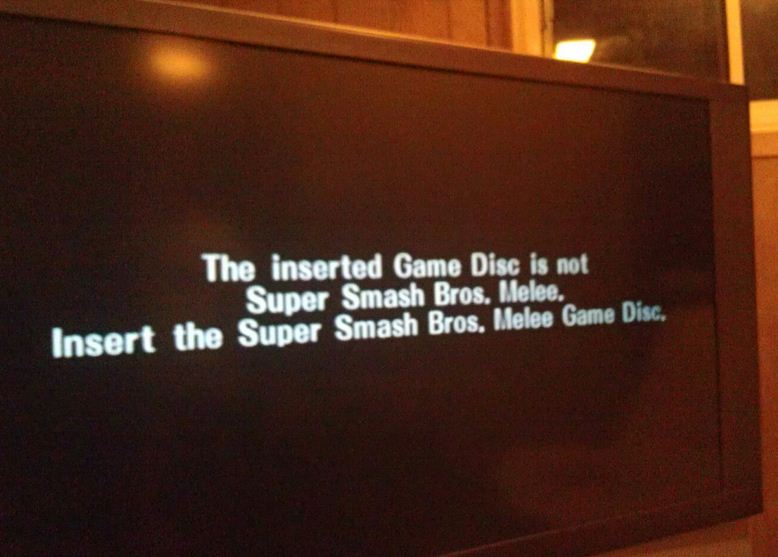 The inserted Game Disc is not
Super Smash Bros. Melee.
Insert the Super Smash Bros. Melee Game Disc.